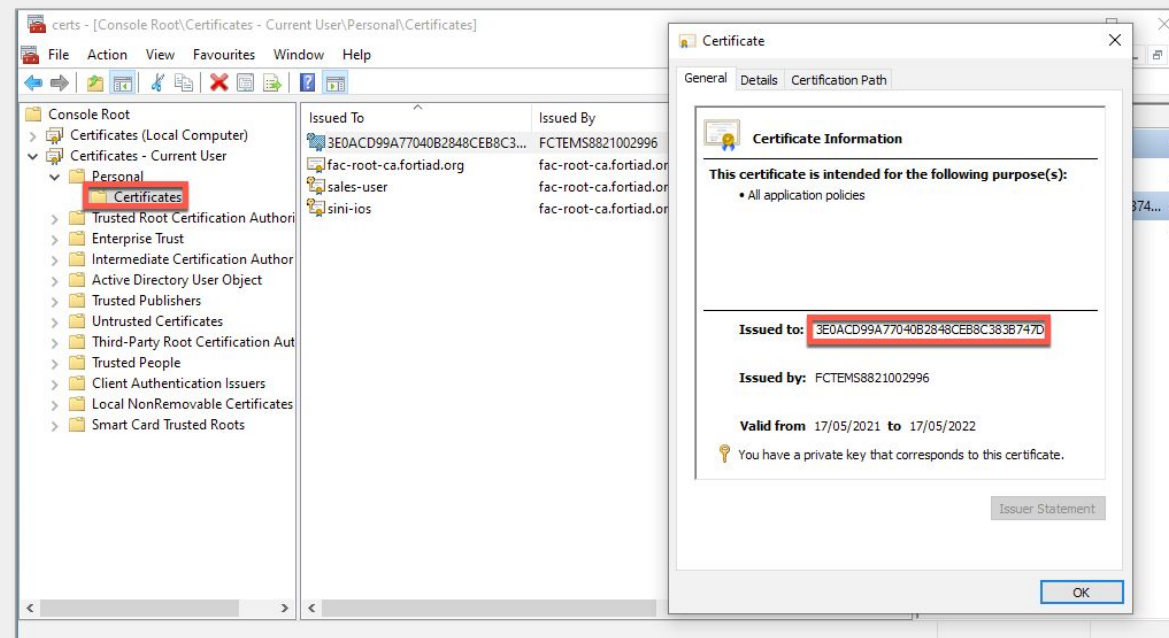 certs - [Console Root\Certificates - Current User\Personal\Certificates]
File Action View Favourites Window Help
Console Root
Certificates (Local Computer)
Certificates - Current User
Personal
Certificates
Trusted Root Certification Authori
Enterprise Trust
Intermediate Certification Author
Active Directory User Object
Trusted Publishers
Untrusted Certificates
Third-Party Root Certification Aut
Trusted People
Client Authentication Issuers
Local NonRemovable Certificates
Smart Card Trusted Roots
Issued To Issued By
3E0ACD99A77040B2848CEB8C3... FCTEMS8821002996
fac-root-ca.fortiad.org fac-root-ca.fortiad.or
sales-user fac-root-ca.fortiad.or
sini-ios fac-root-ca.fortiad.or
Certificate
General Details Certification Path
Certificate Information
This certificate is intended for the following purpose(s):
• All application policies
Issued to: 3E0ACD99A77040B2848CEB8C383B747D
Issued by: FCTEMS8821002996
Valid from 17/05/2021 to 17/05/2022
You have a private key that corresponds to this certificate.
Issuer Statement
OK
374...